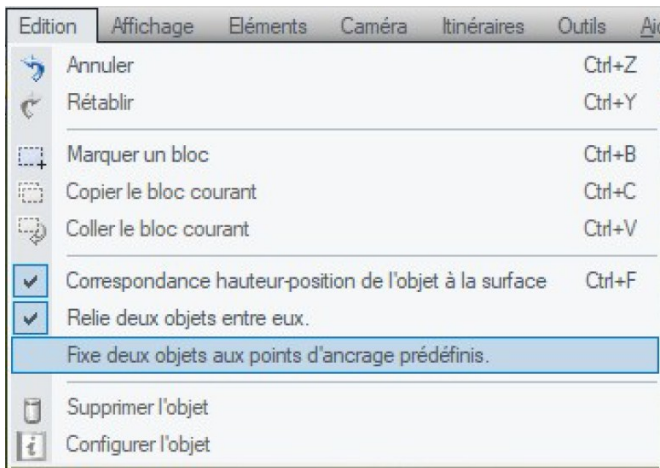 Edition Affichage Eléments Caméra Itinéraires Outils
Annuler Ctrl+Z
Rétablir Ctrl+Y
Marquer un bloc Ctrl+B
Copier le bloc courant Ctrl+C
Coller le bloc courant Ctrl+V
Correspondance hauteur-position de l'objet à la surface Ctrl+F
Relie deux objets entre eux.
Fixe deux objets aux points d'ancrage prédéfinis.
Supprimer l'objet
Configurer l'objet